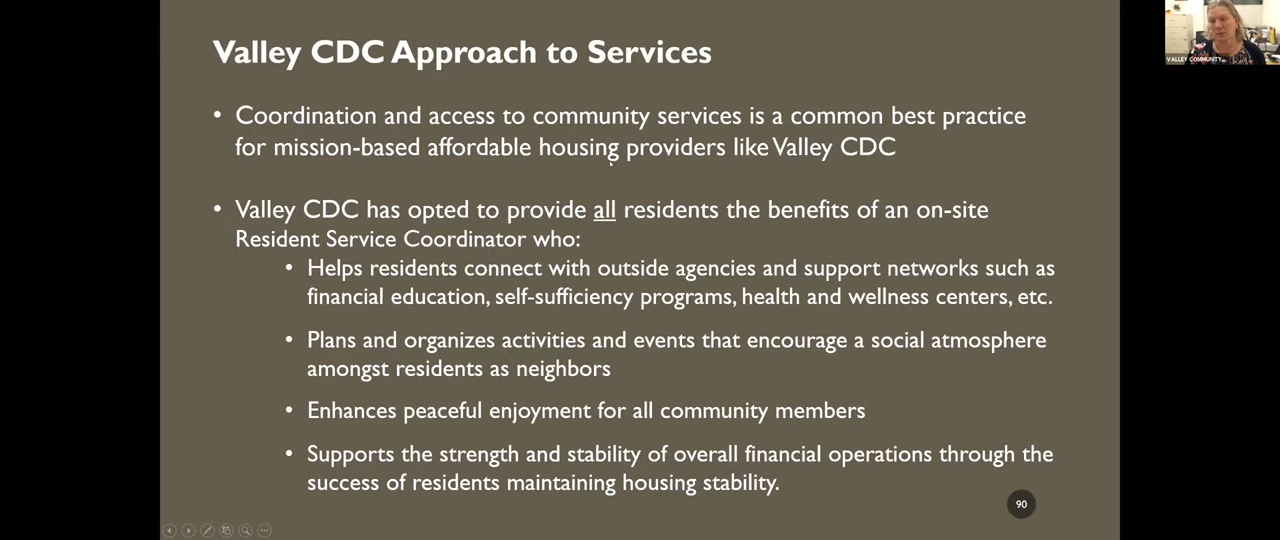 Valley CDC Approach to Services
VALLEY COMMUNITY
• Coordination and access to community services is a common best practice
for mission-based affordable housing providers like Valley CDC
• Valley CDC has opted to provide all residents the benefits of an on-site
Resident Service Coordinator who:
• Helps residents connect with outside agencies and support networks such as
financial education, self-sufficiency programs, health and wellness centers, etc.
• Plans and organizes activities and events that encourage a social atmosphere
amongst residents as neighbors
• Enhances peaceful enjoyment for all community members
• Supports the strength and stability of overall financial operations through the
success of residents maintaining housing stability.
90